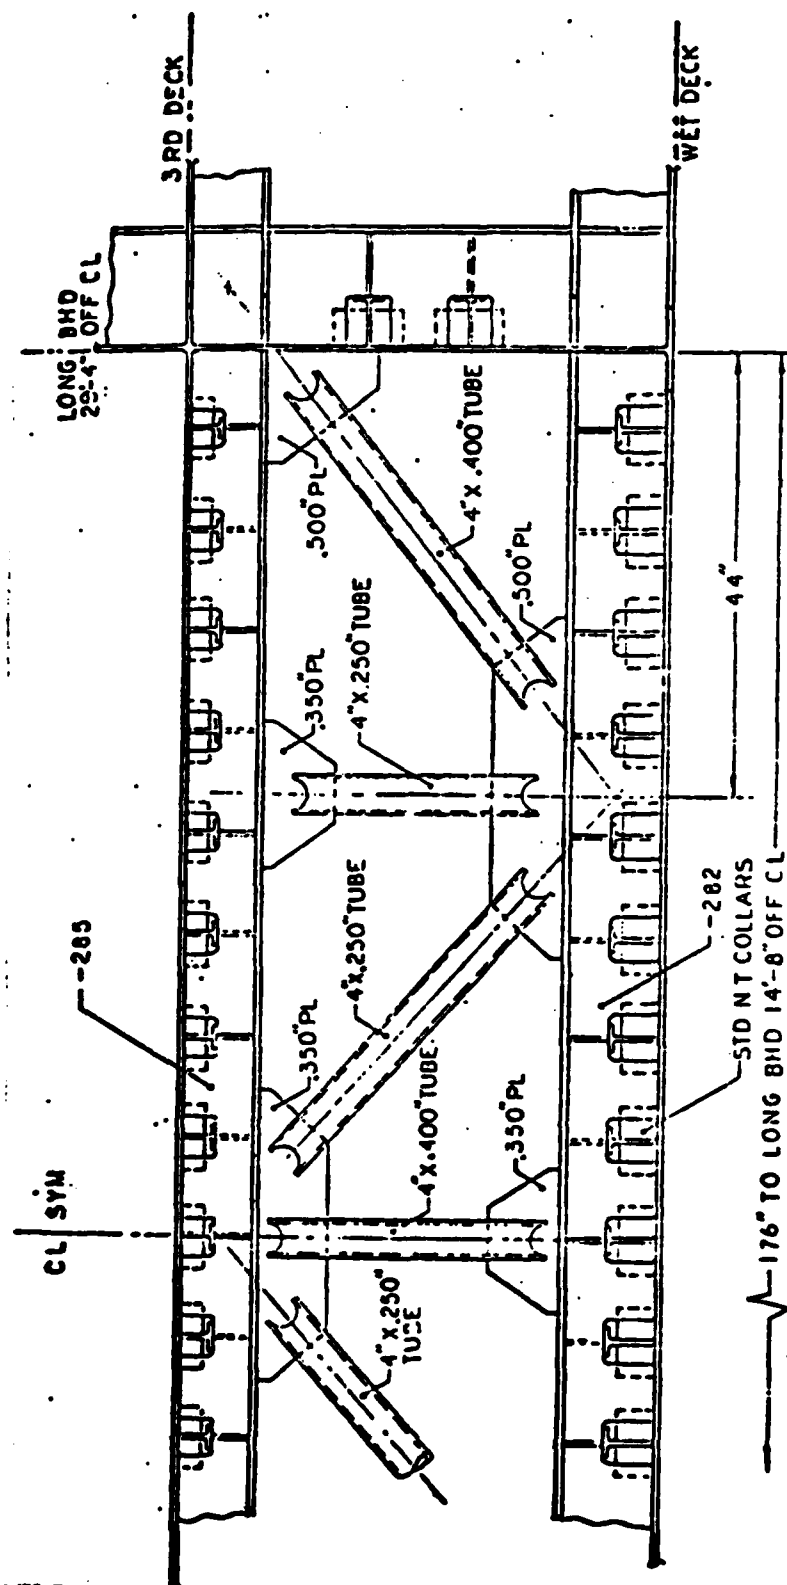 3RD DECK
WET DECK
LONG BHD
29'-4" OFF CL
.500" PL
4" X .400" TUBE
.500" PL
44"
.350" PL
4" X .250" TUBE
-285
4" X .250" TUBE
.350" PL
-282
STD N T COLLARS
176" TO LONG BHD 14'-8" OFF CL
4" X .400" TUBE
.350" PL
CL SYM
4" X .250"
TUBE